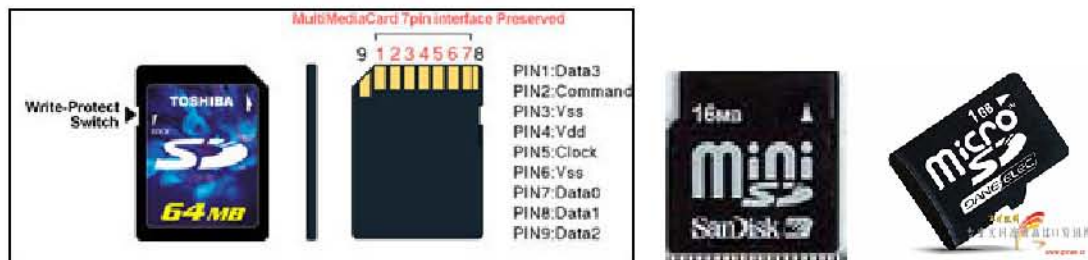 MultiMediaCard 7pin interface Preserved
9 1 2 3 4 5 6 7 8
Write-Protect
Switch
TOSHIBA
SD
64 MB
PIN1:Data3
PIN2:Command
PIN3:Vss
PIN4:Vdd
PIN5:Clock
PIN6:Vss
PIN7:Data0
PIN8:Data1
PIN9:Data2
16MB
mini
SD
SanDisk
1GB
micro
SD
DANE ELEC